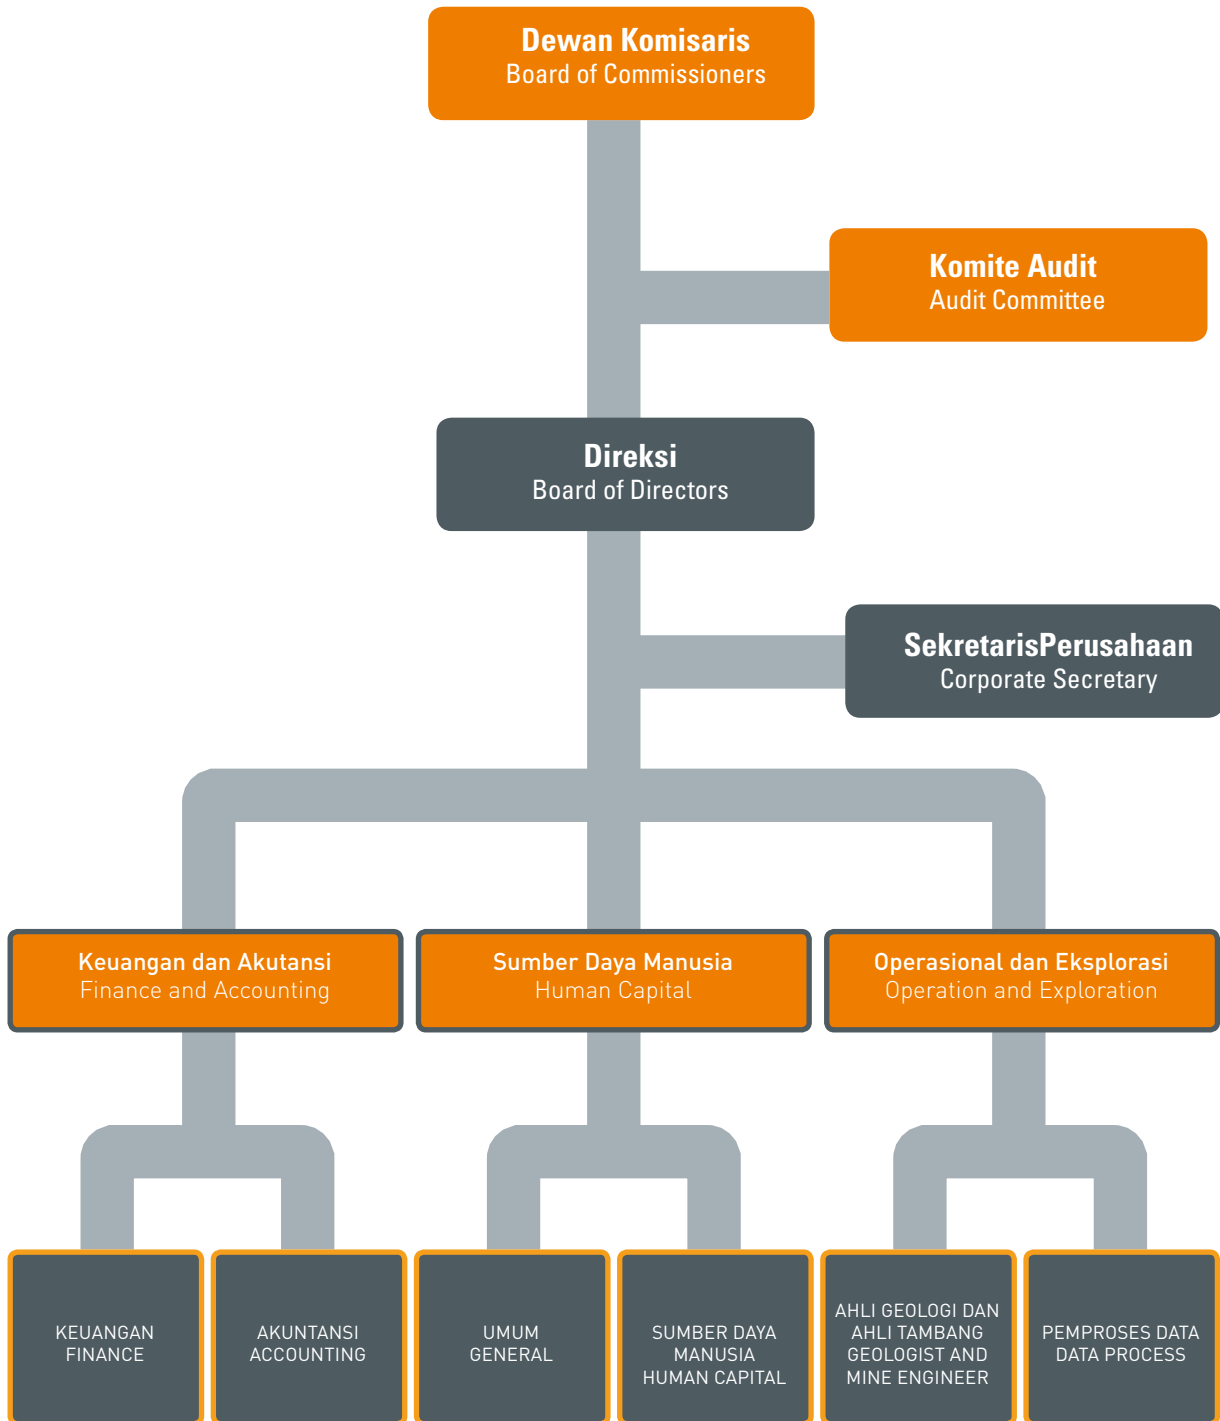 Dewan Komisaris
Board of Commissioners
Komite Audit
Audit Committee
Direksi
Board of Directors
SekretarisPerusahaan
Corporate Secretary
Keuangan dan Akutansi
Finance and Accounting
Sumber Daya Manusia
Human Capital
Operasional dan Eksplorasi
Operation and Exploration
KEUANGAN
FINANCE
AKUNTANSI
ACCOUNTING
UMUM
GENERAL
SUMBER DAYA
MANUSIA
HUMAN CAPITAL
AHLI GEOLOGI DAN
AHLI TAMBANG
GEOLOGIST AND
MINE ENGINEER
PEMPROSES DATA
DATA PROCESS